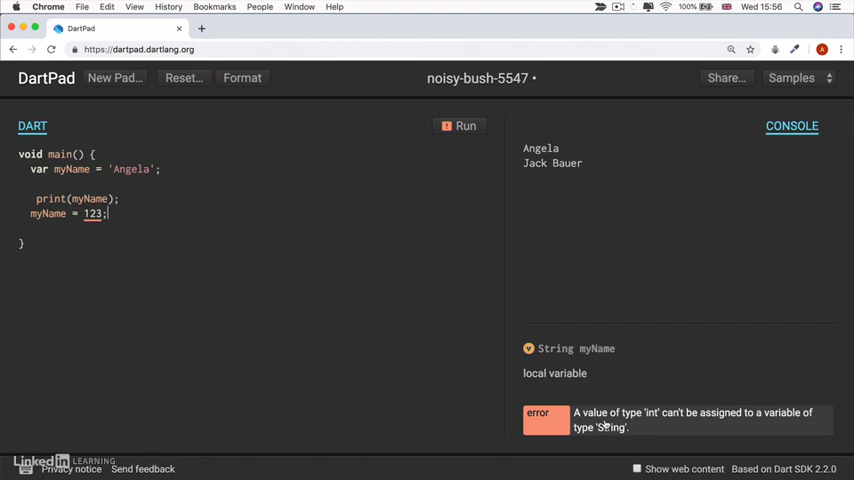 Chrome File Edit View History Bookmarks People Window Help 100% Wed 15:56
DartPad
https://dartpad.dartlang.org
A
DartPad New Pad... Reset... Format noisy-bush-5547 • Share... Samples
DART Run CONSOLE
void main() {
var myName = 'Angela';
print(myName);
myName = 123;
}
Angela
Jack Bauer
v String myName
local variable
error A value of type 'int' can't be assigned to a variable of
type 'String'.
LinkedIn LEARNING
Privacy notice Send feedback Show web content Based on Dart SDK 2.2.0